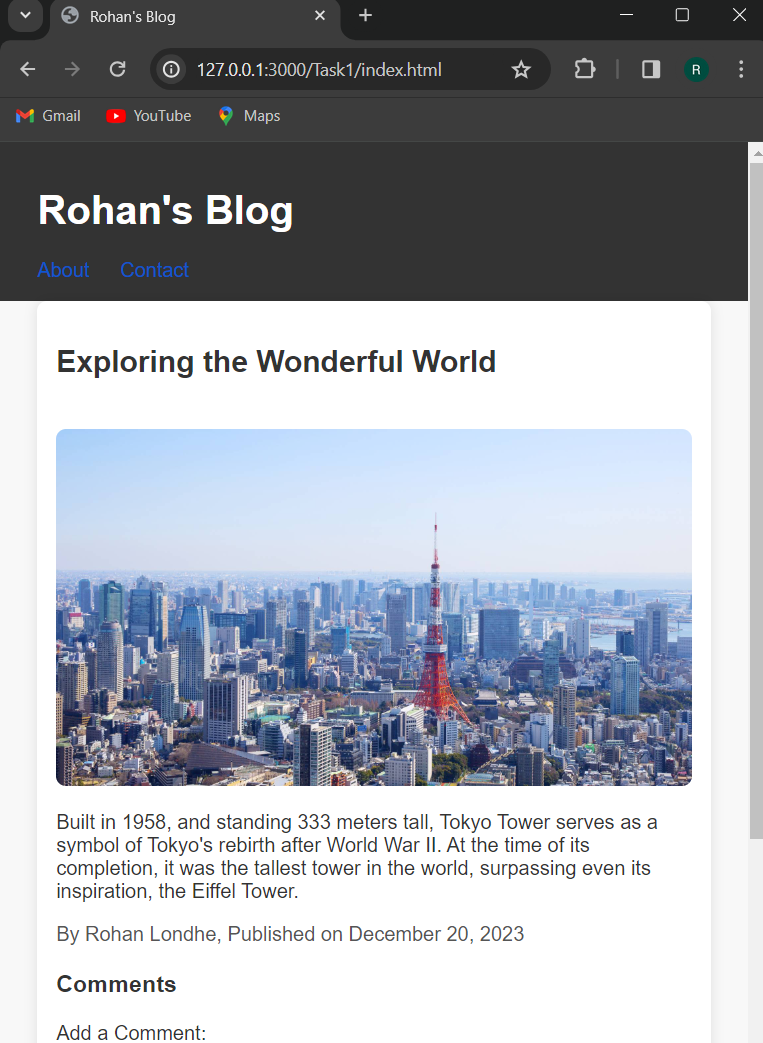 Rohan's Blog
127.0.0.1:3000/Task1/index.html
R
Gmail YouTube Maps
Rohan's Blog
About Contact
Exploring the Wonderful World
Built in 1958, and standing 333 meters tall, Tokyo Tower serves as a
symbol of Tokyo's rebirth after World War II. At the time of its
completion, it was the tallest tower in the world, surpassing even its
inspiration, the Eiffel Tower.
By Rohan Londhe, Published on December 20, 2023
Comments
Add a Comment: